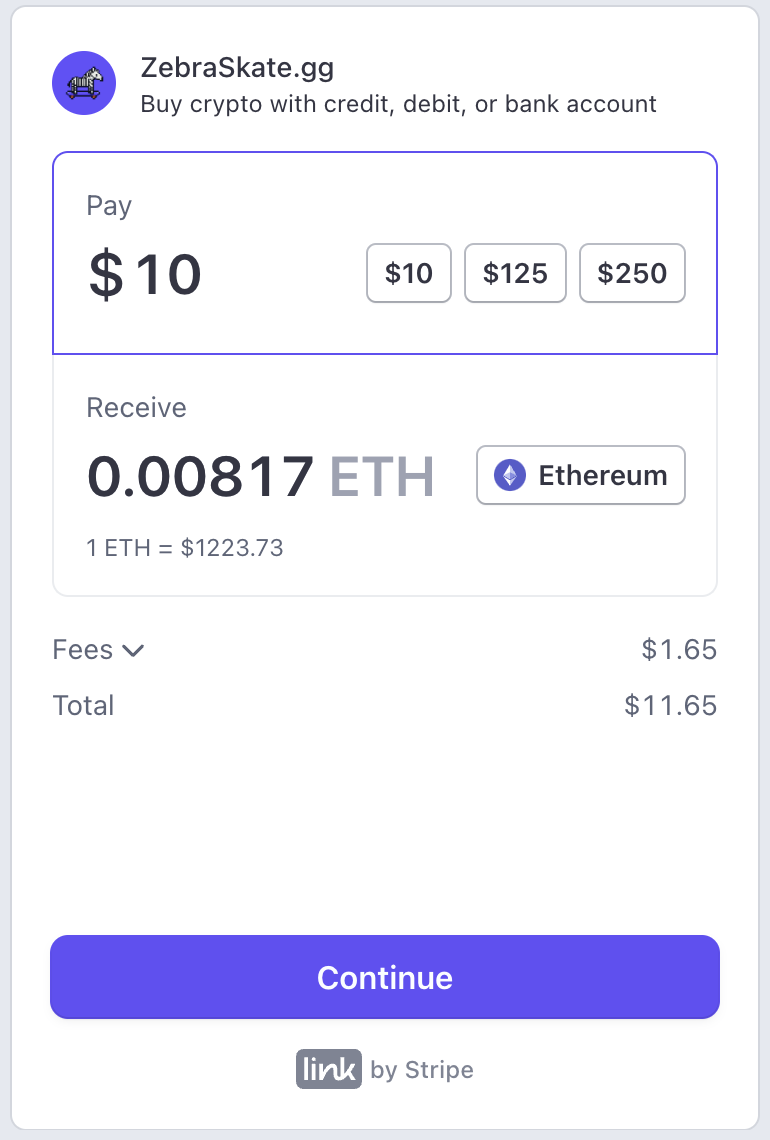 ZebraSkate.gg
Buy crypto with credit, debit, or bank account
Pay
$10 $10 $125 $250
Receive
0.00817 ETH Ethereum
1 ETH = $1223.73
Fees $1.65
Total $11.65
Continue
link by Stripe